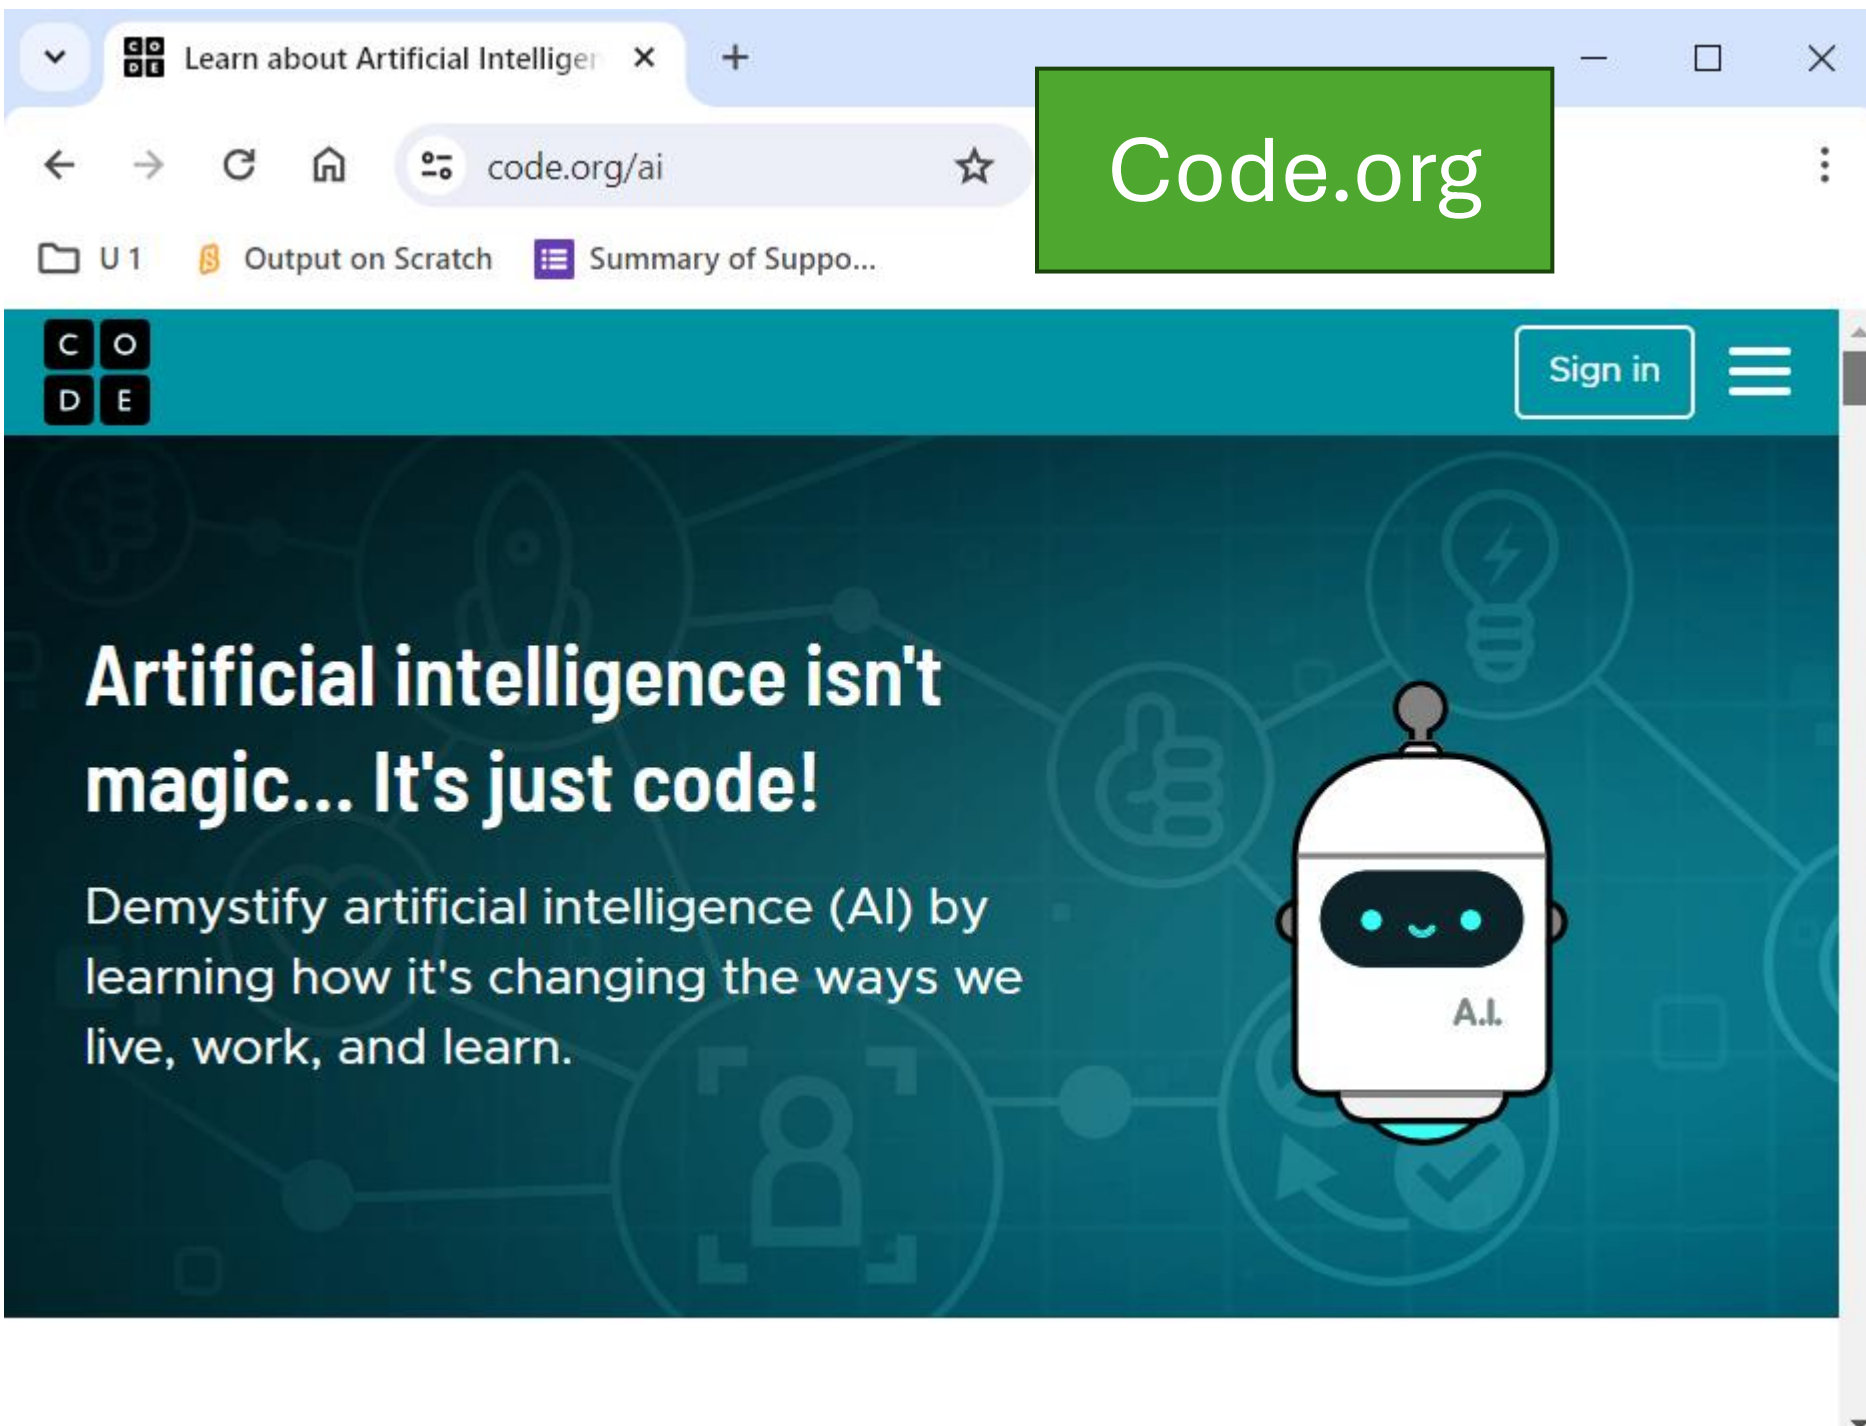 Learn about Artificial Intelligen
code.org/ai
Code.org
U 1 Output on Scratch Summary of Suppo...
C O
D E
Sign in
Artificial intelligence isn't
magic... It's just code!
Demystify artificial intelligence (AI) by
learning how it's changing the ways we
live, work, and learn.
A.I.